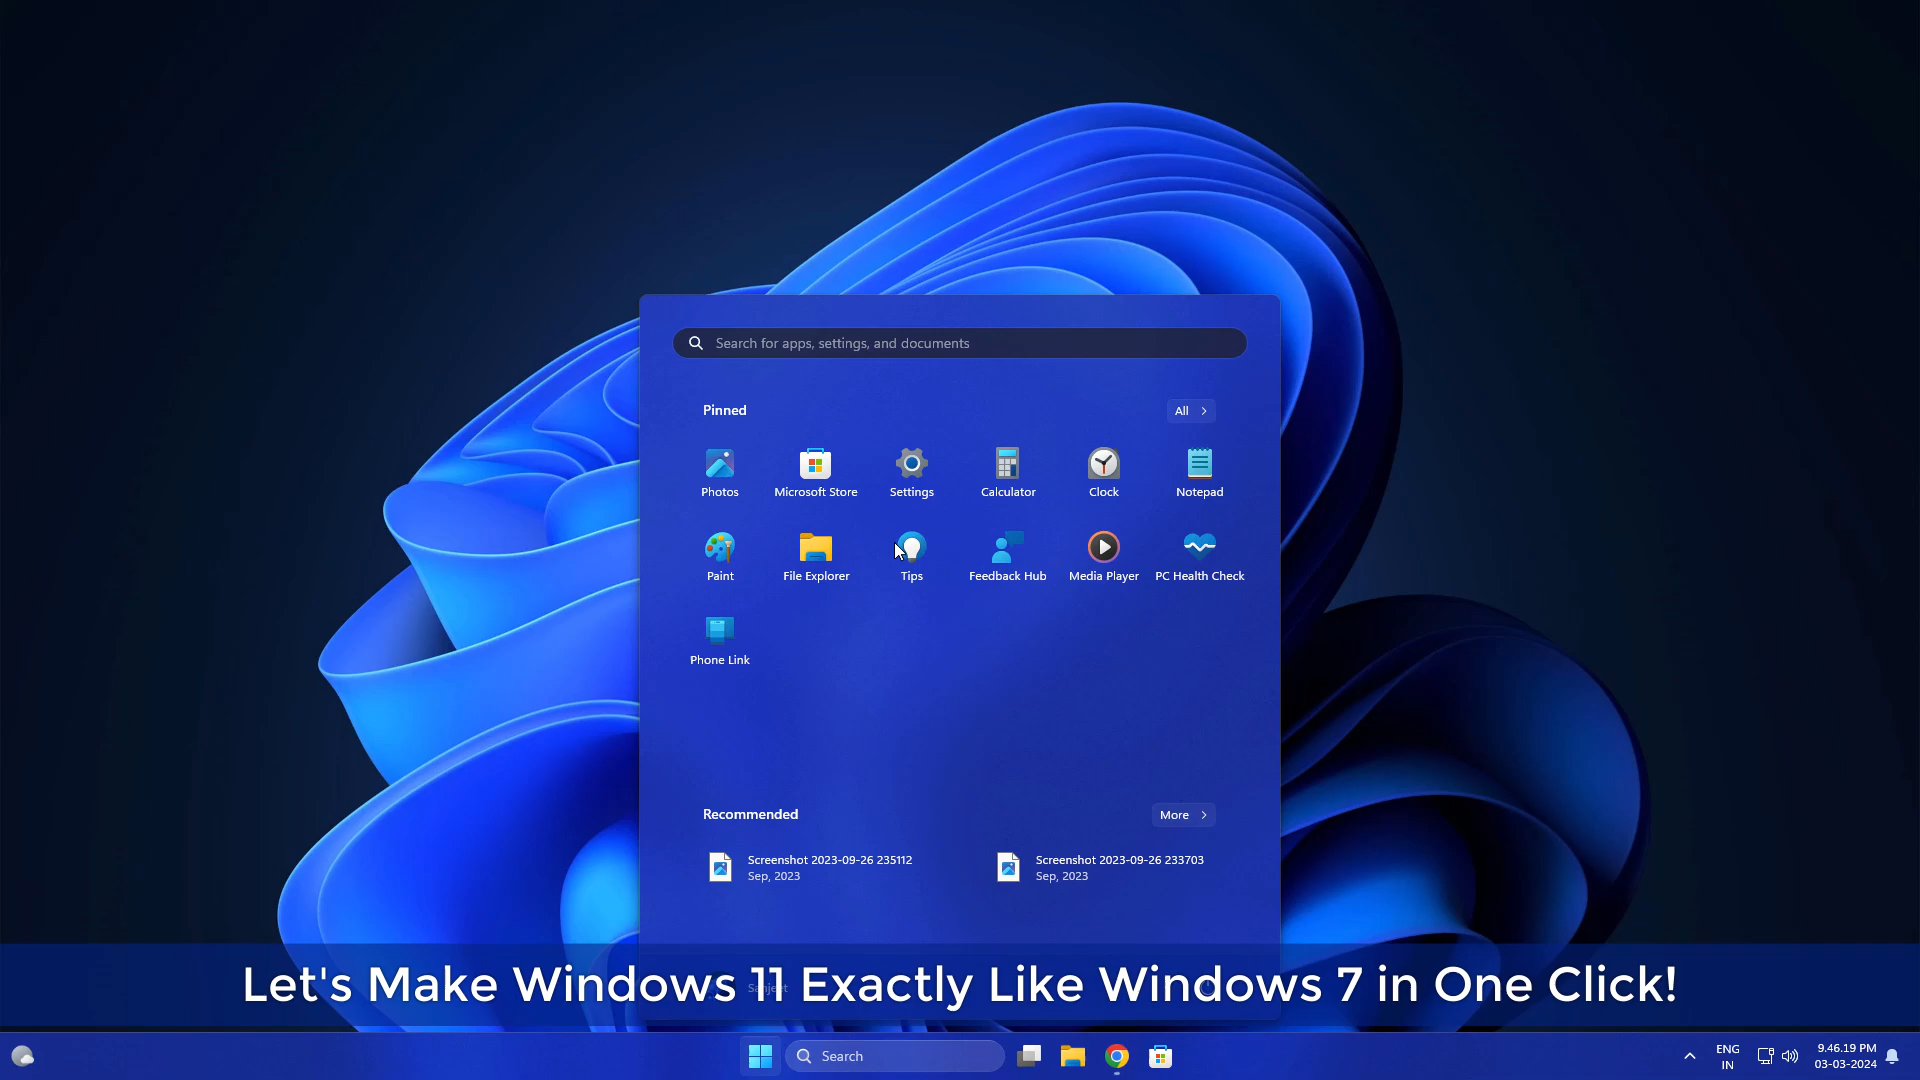 Search for apps, settings, and documents
Pinned
All
Photos
Microsoft Store
Settings
Calculator
Clock
Notepad
Paint
File Explorer
Tips
Feedback Hub
Media Player
PC Health Check
Phone Link
Recommended
More
Screenshot 2023-09-26 235112
Sep, 2023
Screenshot 2023-09-26 233703
Sep, 2023
Sanjeet
Let's Make Windows 11 Exactly Like Windows 7 in One Click!
Search
ENG
IN
9.46.19 PM
03-03-2024